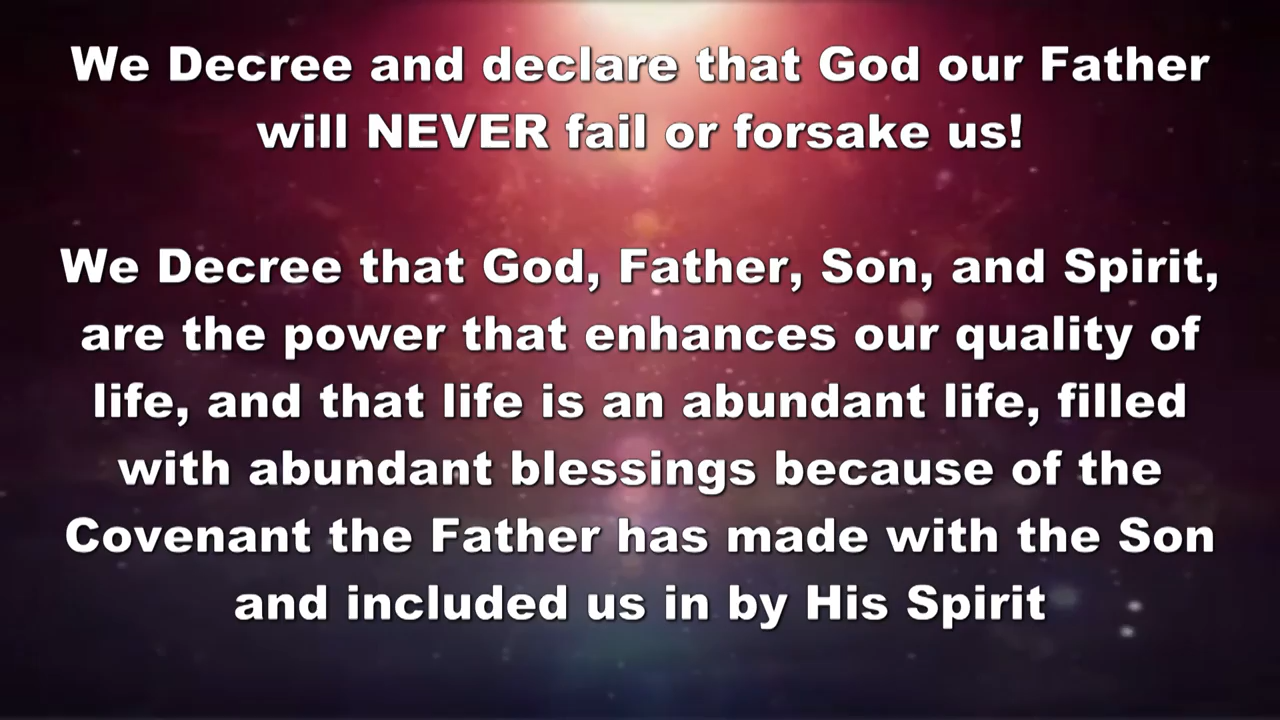 We Decree and declare that God our Father
will NEVER fail or forsake us!
We Decree that God, Father, Son, and Spirit,
are the power that enhances our quality of
life, and that life is an abundant life, filled
with abundant blessings because of the
Covenant the Father has made with the Son
and included us in by His Spirit